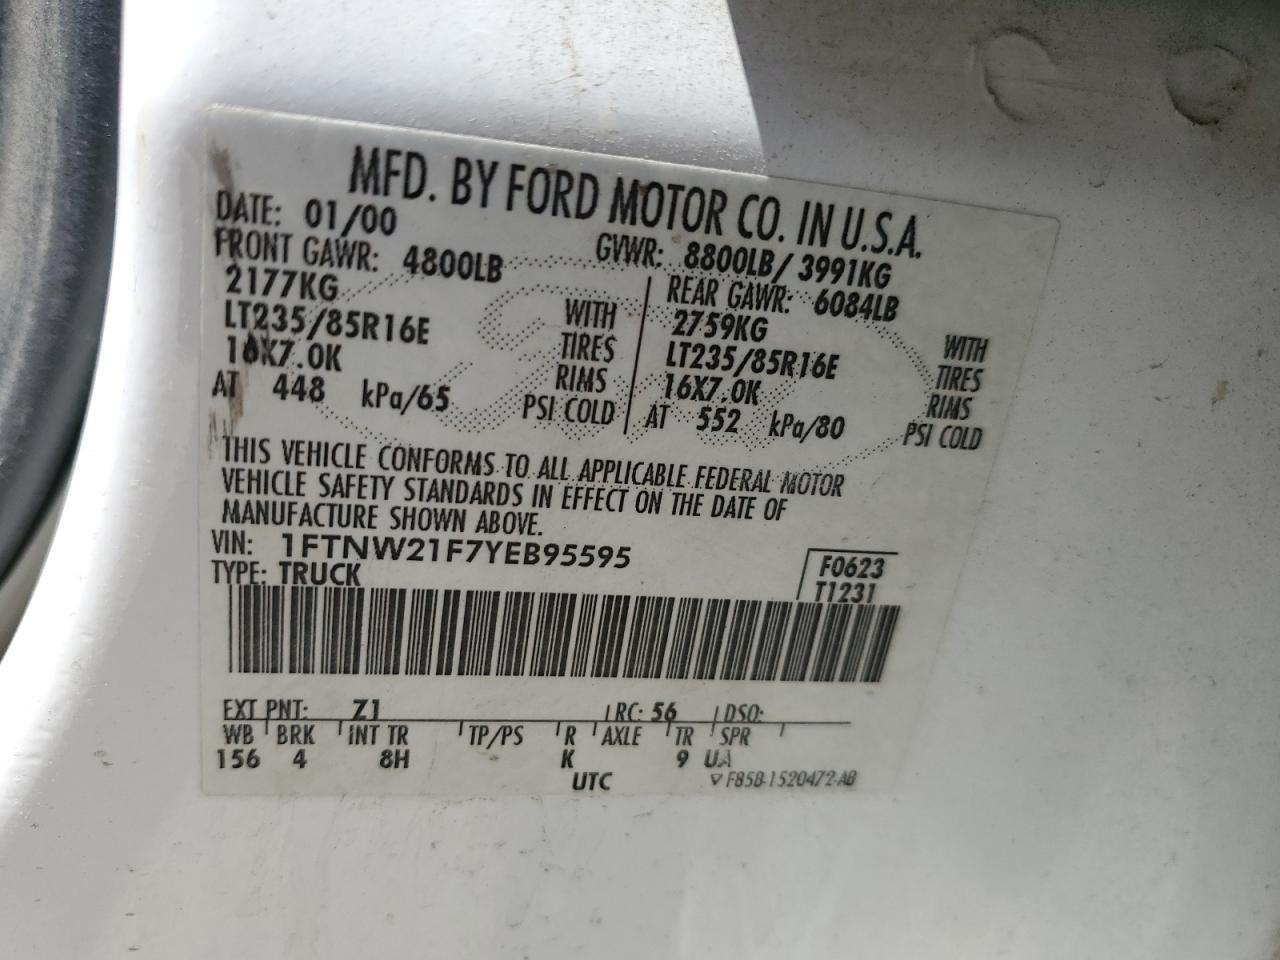 MFD. BY FORD MOTOR CO. IN U.S.A.
DATE: 01/00 GVWR: 8800LB/ 3991KG
FRONT GAWR: 4800LB REAR GAWR: 6084LB
2177KG WITH 2759KG WITH
LT235/85R16E TIRES LT235/85R16E TIRES
16X7.0K RIMS 16X7.0K RIMS
AT 448 kPa/65 PSI COLD AT 552 kPa/80 PSI COLD
THIS VEHICLE CONFORMS TO ALL APPLICABLE FEDERAL MOTOR
VEHICLE SAFETY STANDARDS IN EFFECT ON THE DATE OF
MANUFACTURE SHOWN ABOVE.
VIN: 1FTNW21F7YEB95595 F0623
TYPE: TRUCK T1231
EXT PNT: Z1 RC: 56 DSO:
WB BRK INT TR TP/PS R AXLE TR SPR
156 4 8H K 9 UA
UTC F85B-1520472-AB